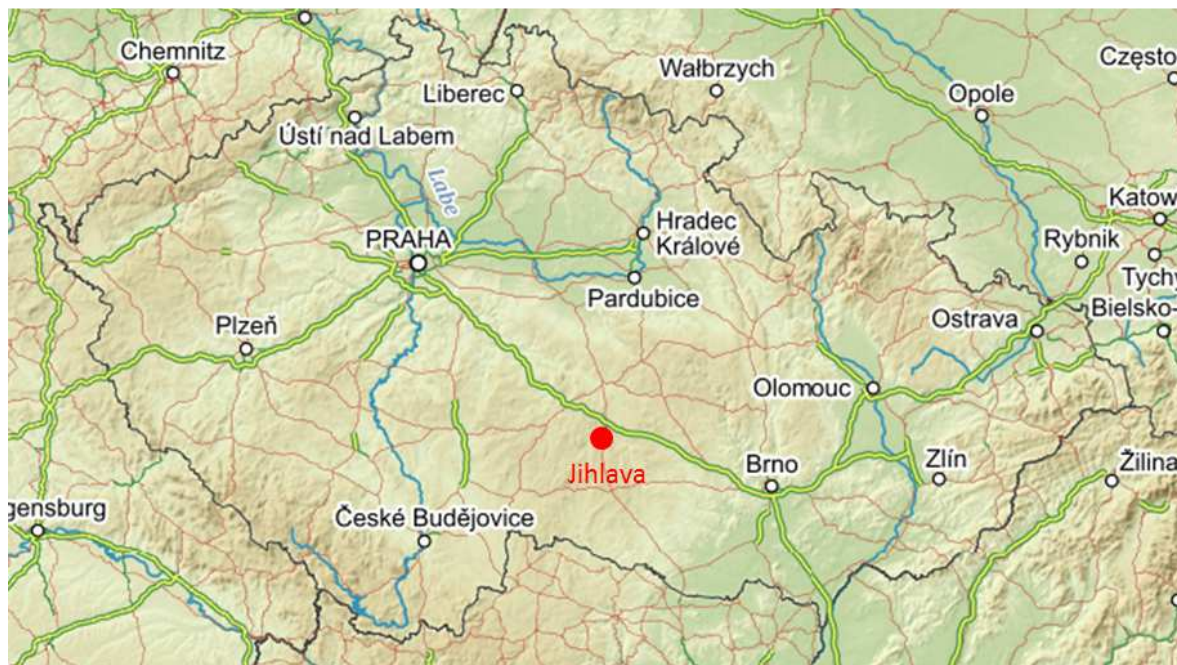 Chemnitz
Liberec
Wałbrzych
Często
Opole
Ústí nad Labem
Labe
PRAHA
Hradec
Králové
Katow
Rybnik
Tychy
Pardubice
Bielsko-
Plzeň
Ostrava
Olomouc
Jihlava
Brno
Zlín
Žilina
gensburg
České Budějovice